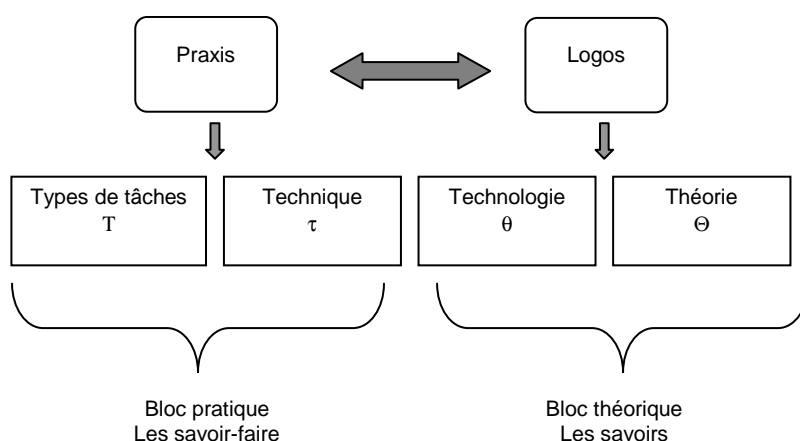 Praxis
Logos
Types de tâches
T
Technique
τ
Technologie
θ
Théorie
Θ
Bloc pratique
Les savoir-faire
Bloc théorique
Les savoirs